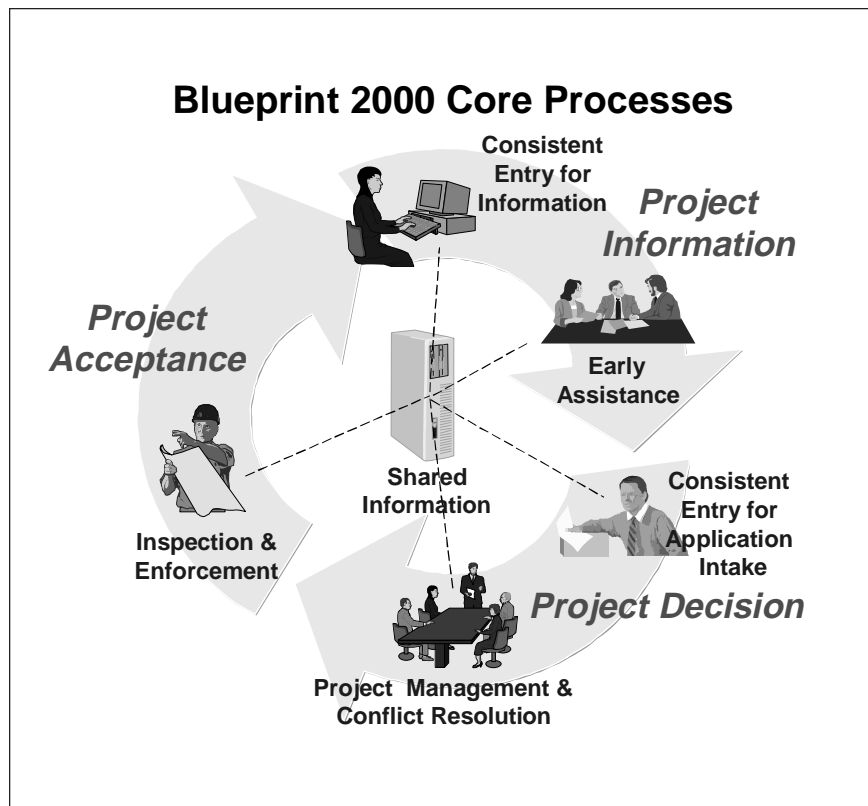 Blueprint 2000 Core Processes
Consistent
Entry for
Information
Project
Information
Early
Assistance
Consistent
Entry for
Application
Intake
Project Decision
Project Management &
Conflict Resolution
Inspection &
Enforcement
Project
Acceptance
Shared
Information